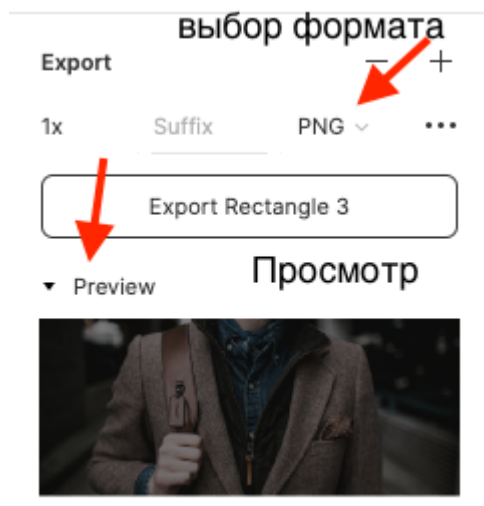 выбор формата
Export
1x Suffix PNG
Export Rectangle 3
Просмотр
Preview